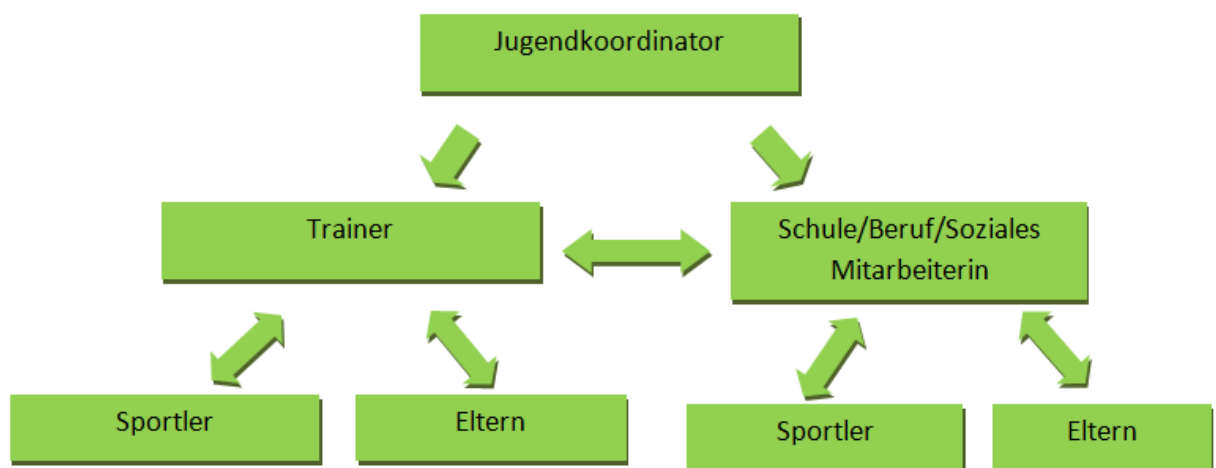 Jugendkoordinator
Trainer
Schule/Beruf/Soziales
Mitarbeiterin
Sportler
Eltern
Sportler
Eltern